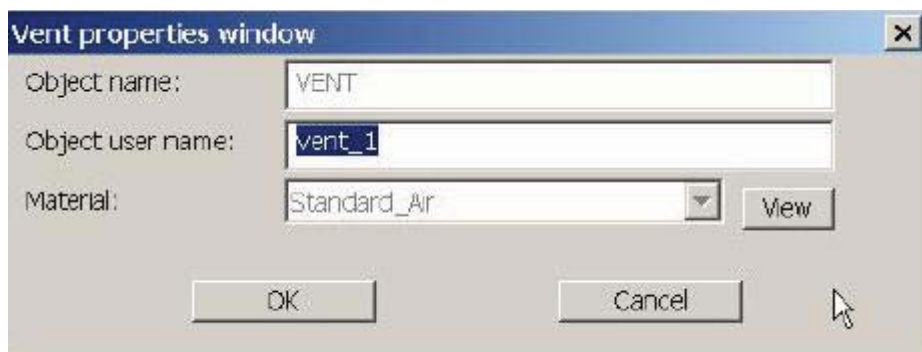 Vent properties window
Object name: VENT
Object user name: vent_1
Material: Standard_Air View
OK Cancel